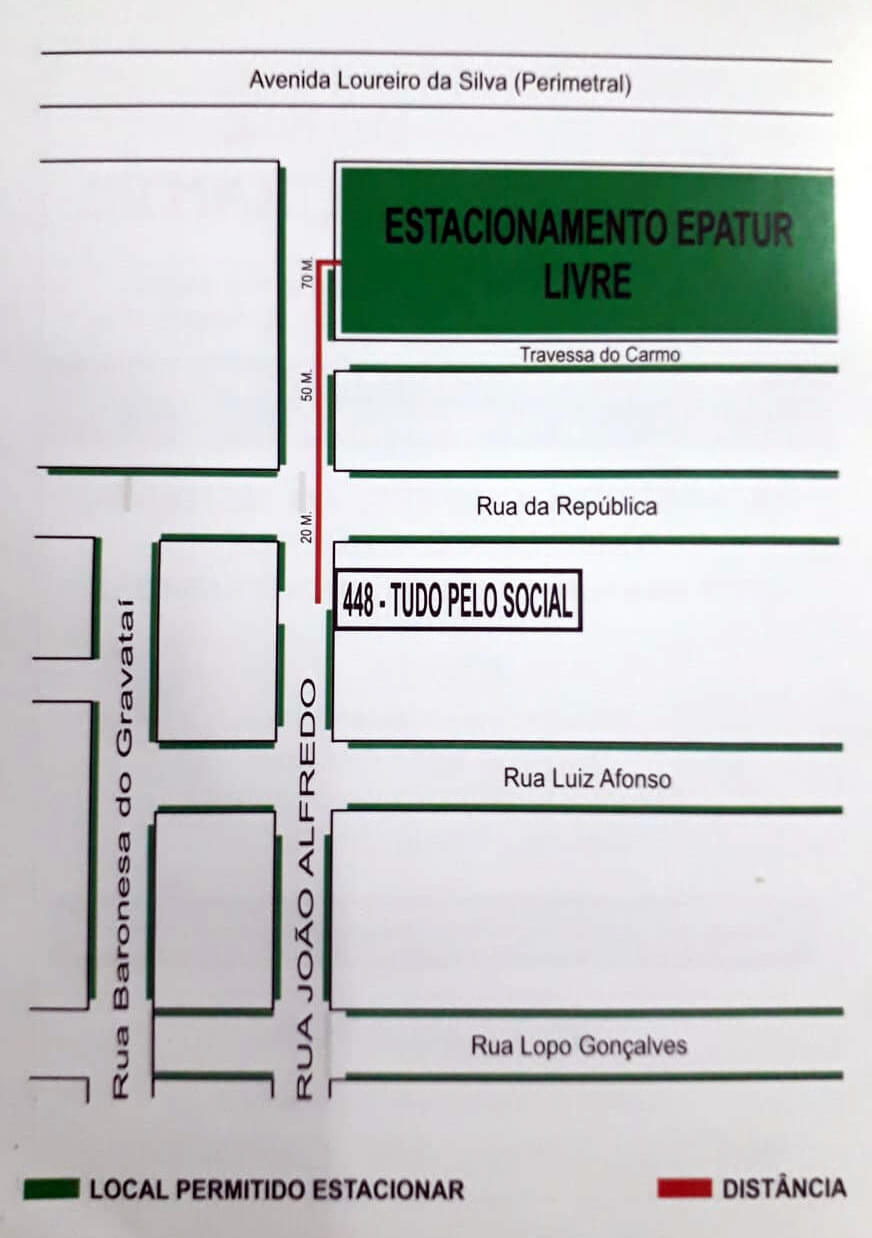 Avenida Loureiro da Silva (Perimetral)
ESTACIONAMENTO EPATUR
LIVRE
70 M.
Travessa do Carmo
50 M.
Rua da República
20 M.
448 - TUDO PELO SOCIAL
Rua Baronesa do Gravataí
RUA JOÃO ALFREDO
Rua Luiz Afonso
Rua Lopo Gonçalves
LOCAL PERMITIDO ESTACIONAR
DISTÂNCIA